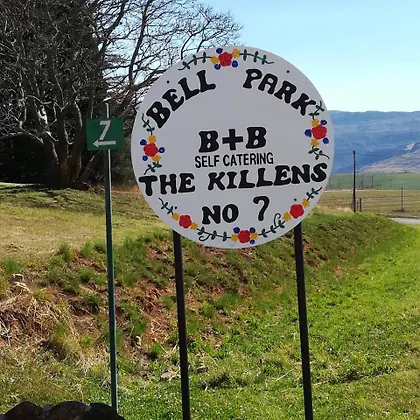 BELL PARK
B+B
SELF CATERING
THE KILLENS
NO 7
7